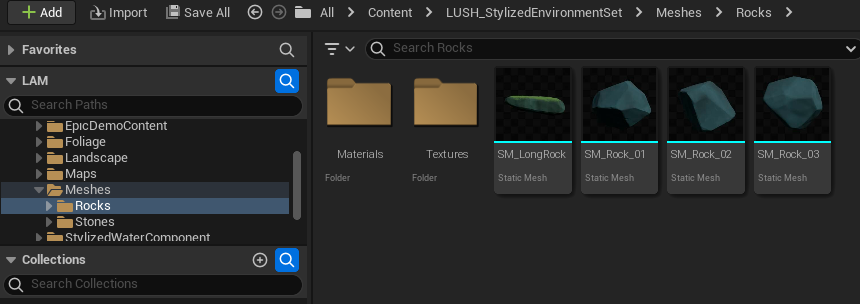 Add Import Save All All Content LUSH_StylizedEnvironmentSet Meshes Rocks
Favorites
LAM
Search Paths
EpicDemoContent
Foliage
Landscape
Maps
Meshes
Rocks
Stones
StylizedWaterComponent
Collections
Search Collections
Search Rocks
Materials Textures SM_LongRock SM_Rock_01 SM_Rock_02 SM_Rock_03
Folder Folder Static Mesh Static Mesh Static Mesh Static Mesh